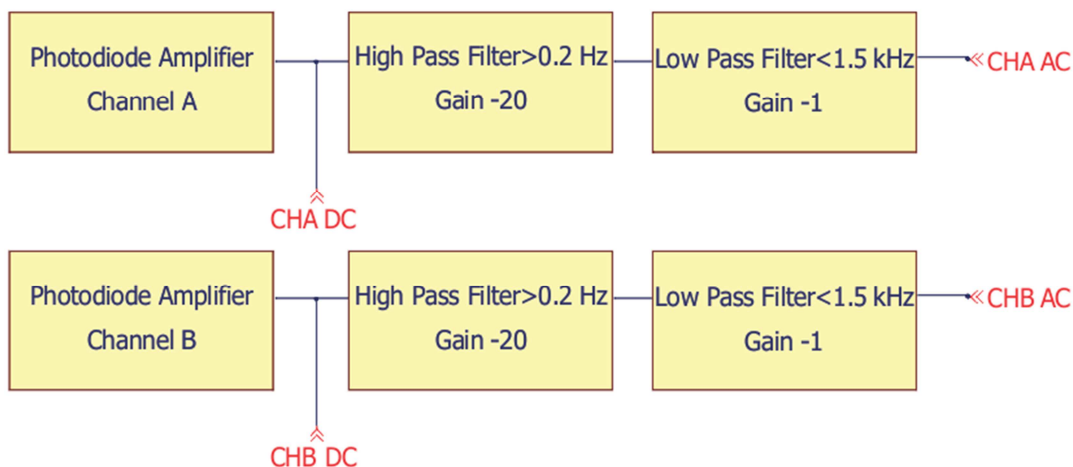 Photodiode Amplifier
Channel A
High Pass Filter>0.2 Hz
Gain -20
Low Pass Filter<1.5 kHz
Gain -1
CHA AC
CHA DC
Photodiode Amplifier
Channel B
High Pass Filter>0.2 Hz
Gain -20
Low Pass Filter<1.5 kHz
Gain -1
CHB AC
CHB DC